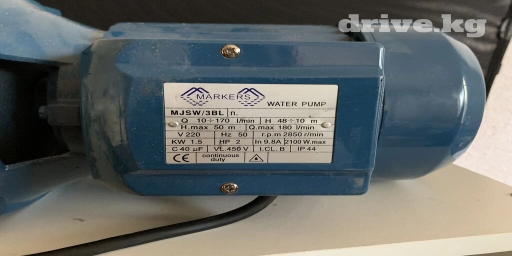 drive.kg
MARKERS WATER PUMP
MJSW/3BL n.
Q 10÷170 l/min H 48÷10 m
H.max 50 m Q.max 180 l/min
V 220 Hz 50 r.p.m 2850 r/min
KW 1.5 HP 2 In 9.8A 2100 W.max
C 40 µF VL.450 V I.CL. B IP 44
CE continuous duty